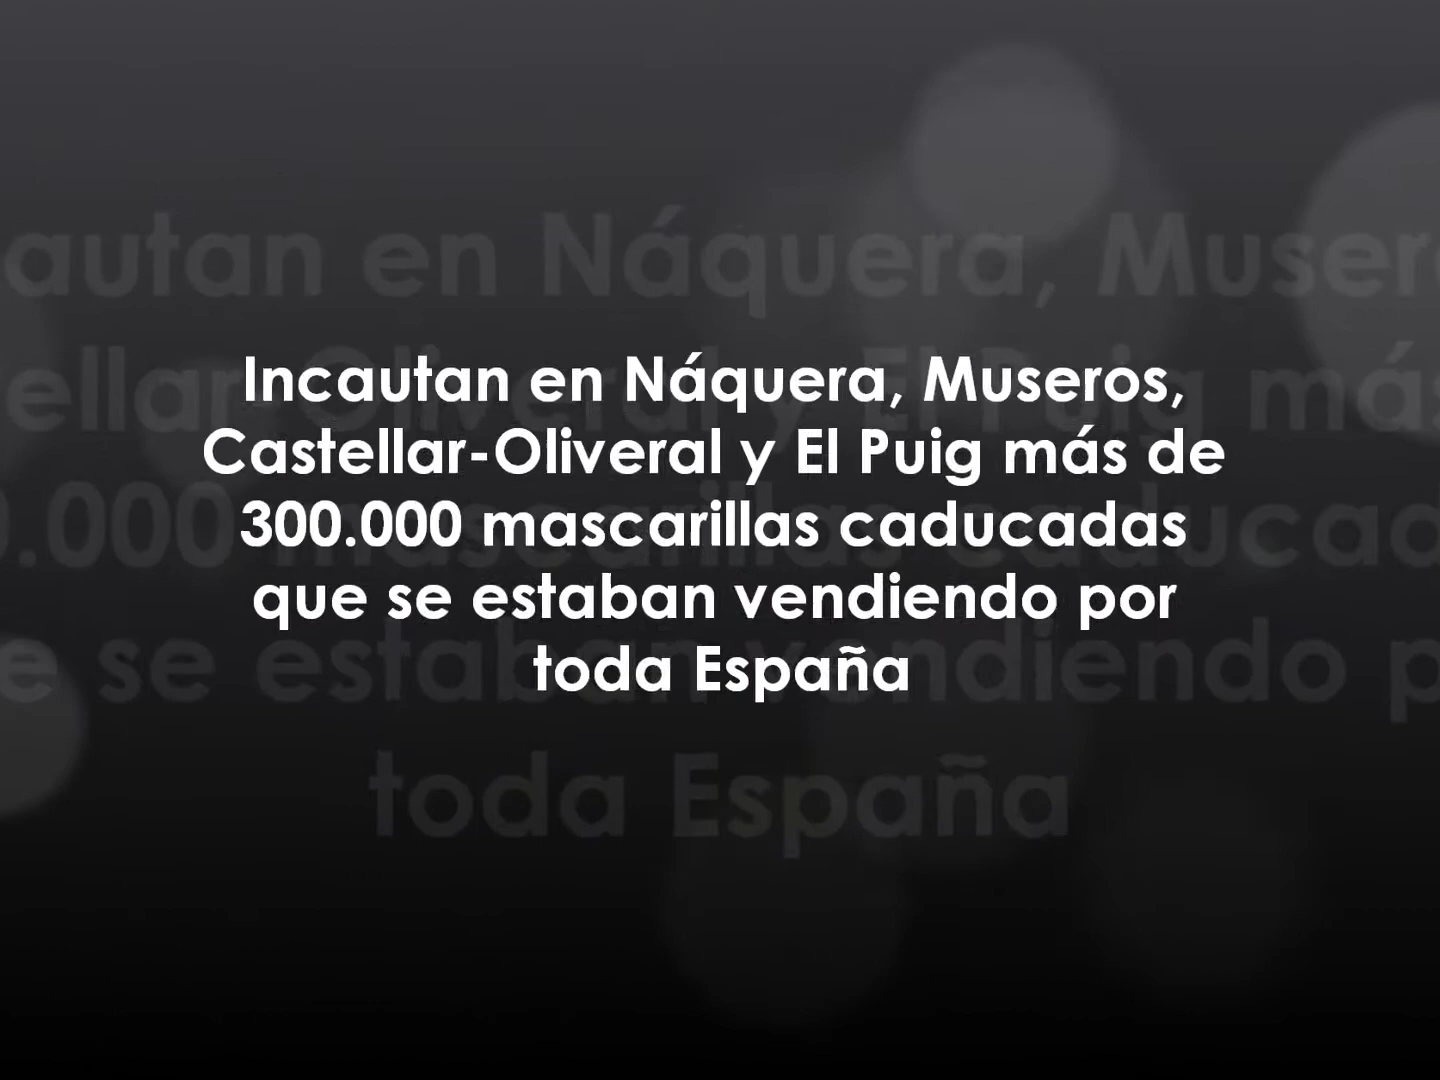 Incautan en Náquera, Museros,
Castellar-Oliveral y El Puig más de
300.000 mascarillas caducadas
que se estaban vendiendo por
toda España